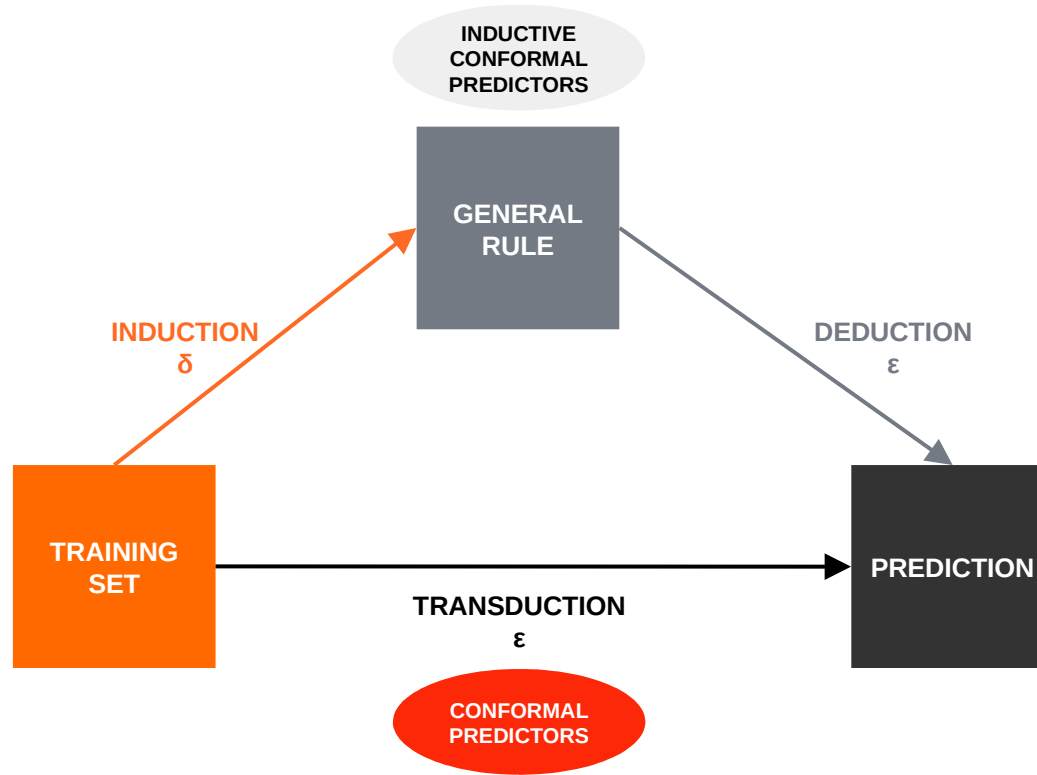 INDUCTIVE
CONFORMAL
PREDICTORS
GENERAL
RULE
INDUCTION
δ
DEDUCTION
ε
TRAINING
SET
PREDICTION
TRANSDUCTION
ε
CONFORMAL
PREDICTORS